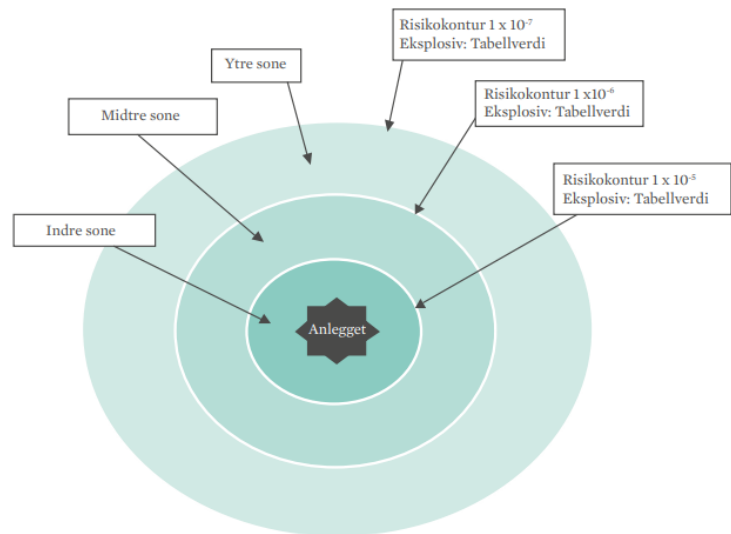 Risikokontur 1 x 10⁻⁷
Eksplosiv: Tabellverdi
Ytre sone
Risikokontur 1 x10⁻⁶
Eksplosiv: Tabellverdi
Midtre sone
Risikokontur 1 x 10⁻⁵
Eksplosiv: Tabellverdi
Indre sone
Anlegget